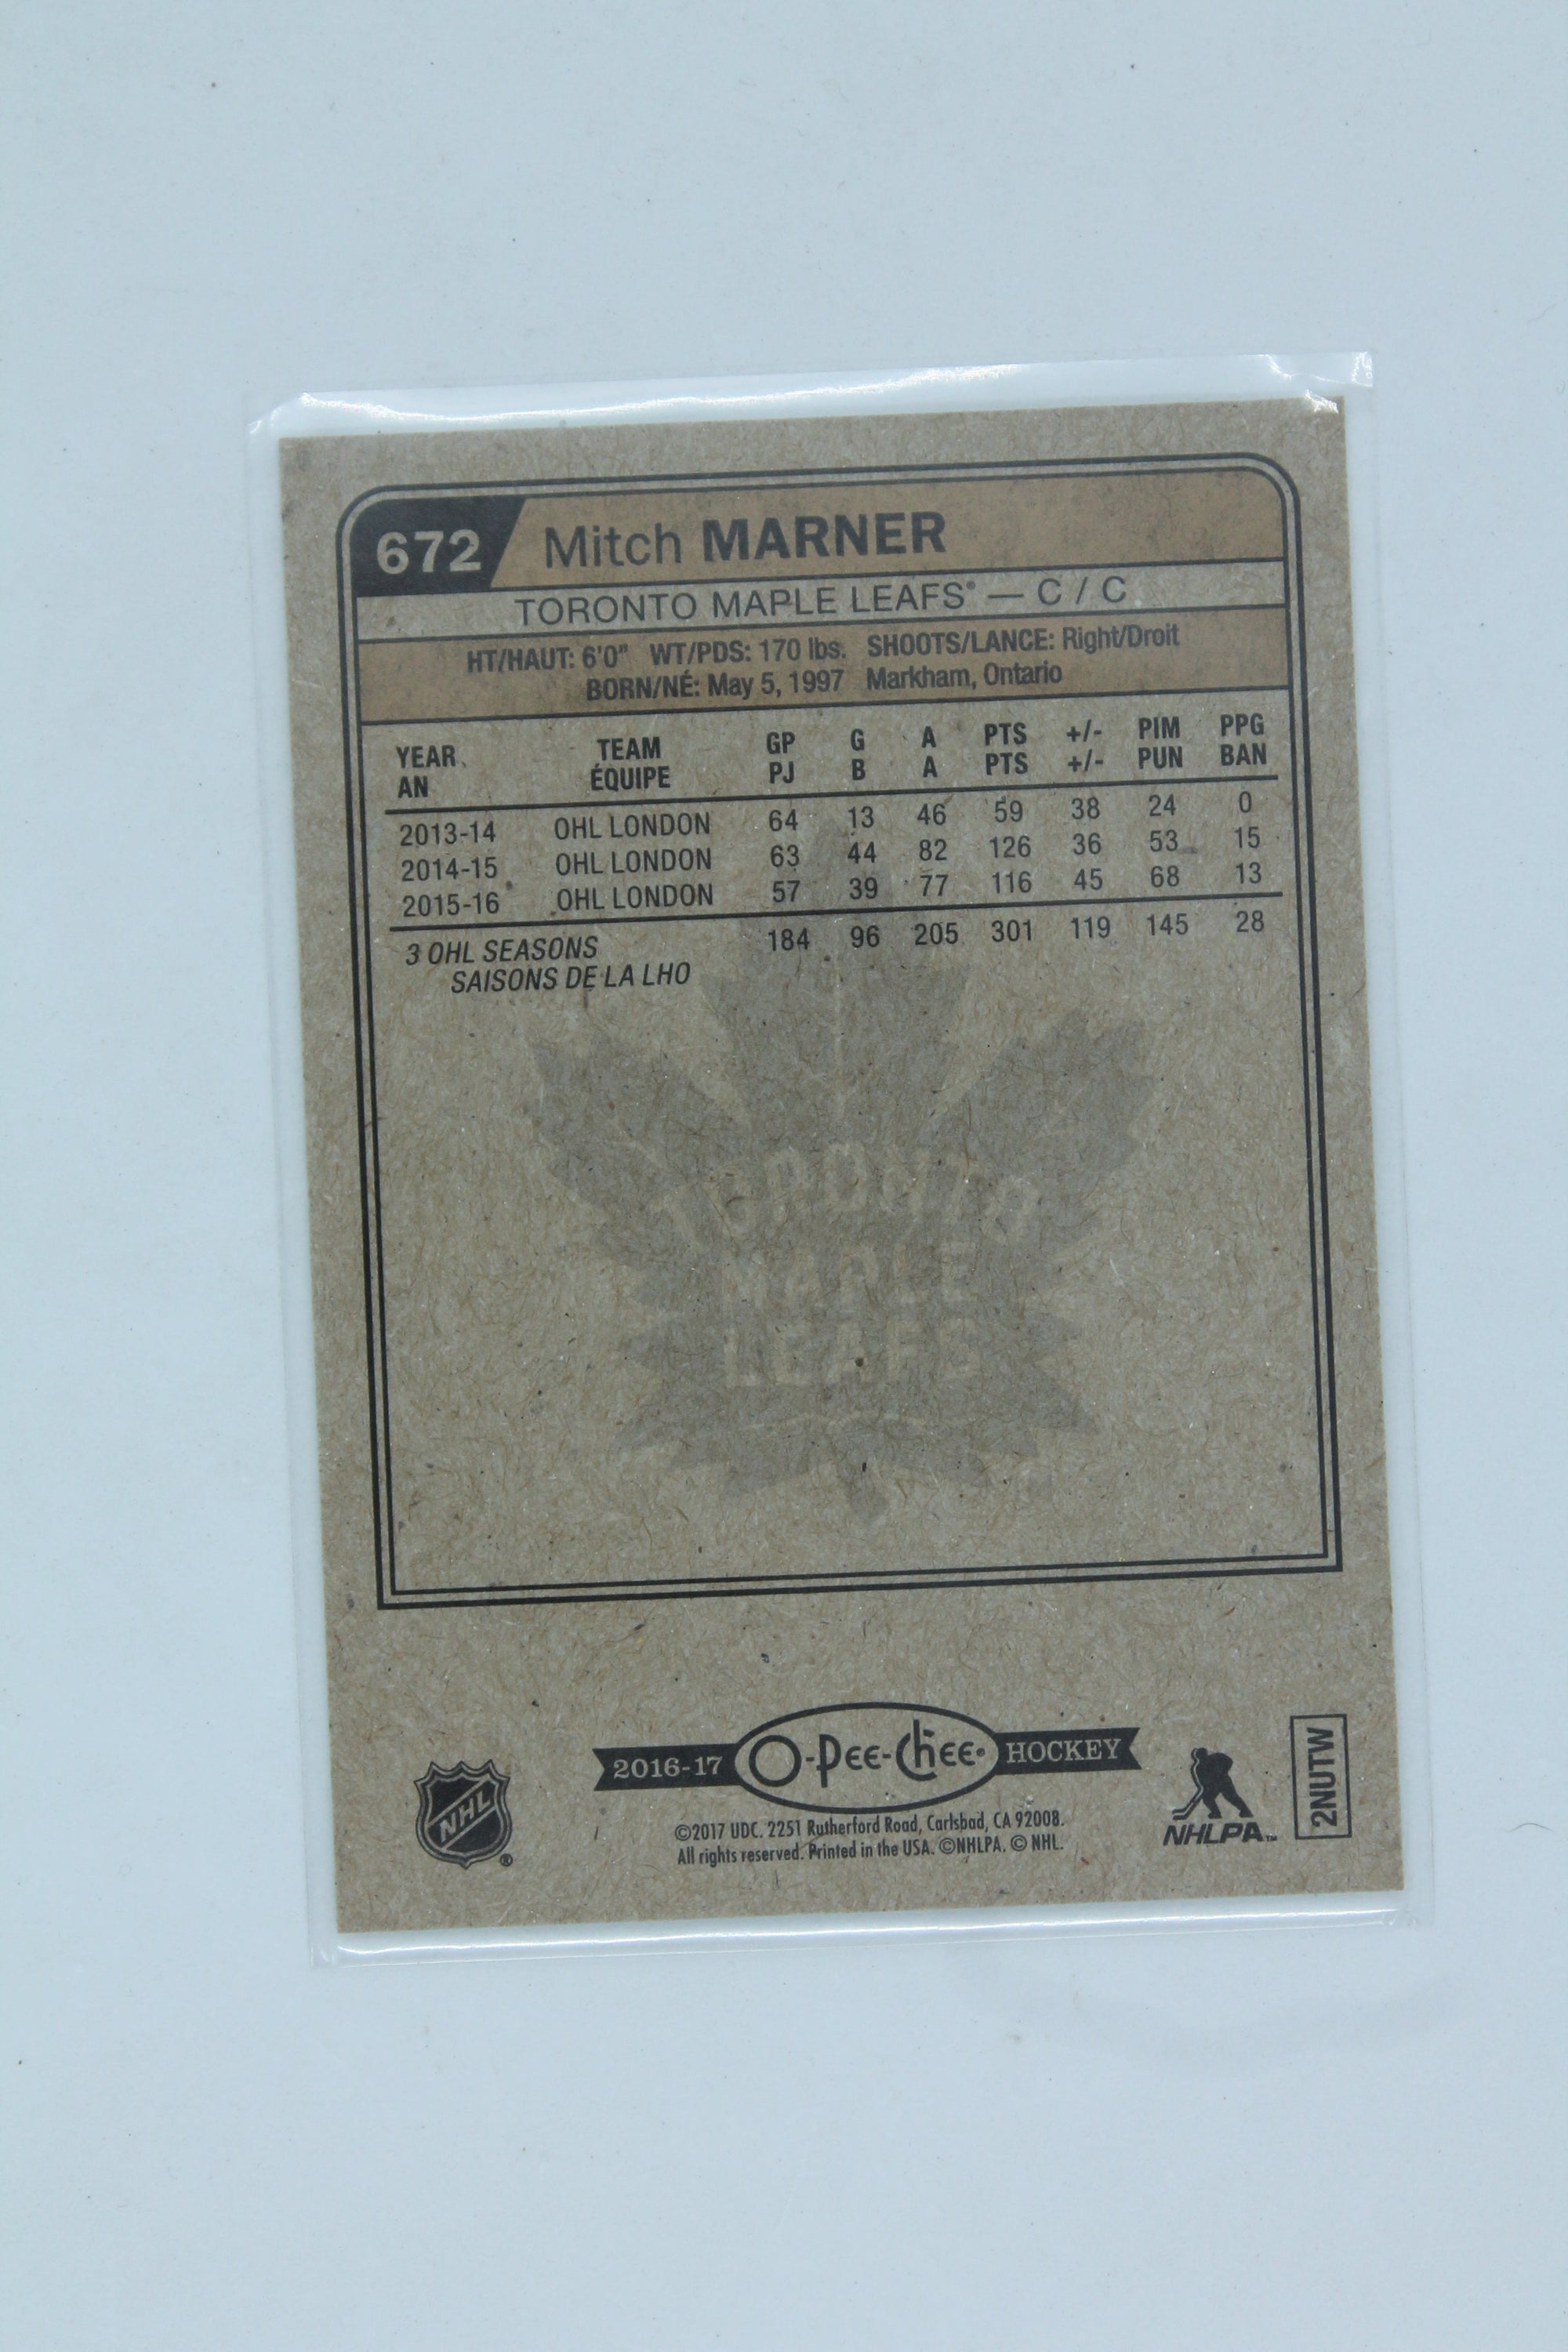 672 Mitch MARNER
TORONTO MAPLE LEAFS® — C / C
HT/HAUT: 6'0" WT/PDS: 170 lbs. SHOOTS/LANCE: Right/Droit
BORN/NÉ: May 5, 1997 Markham, Ontario
YEAR TEAM GP G A PTS +/- PIM PPG
AN ÉQUIPE PJ B A PTS +/- PUN BAN
2013-14 OHL LONDON 64 13 46 59 38 24 0
2014-15 OHL LONDON 63 44 82 126 36 53 15
2015-16 OHL LONDON 57 39 77 116 45 68 13
3 OHL SEASONS 184 96 205 301 119 145 28
SAISONS DE LA LHO
TORONTO
MAPLE
LEAFS
2016-17 O-Pee-Chee® HOCKEY
NHL®
©2017 UDC. 2251 Rutherford Road, Carlsbad, CA 92008.
All rights reserved. Printed in the USA. ©NHLPA. © NHL.
NHLPA™
2NUTW